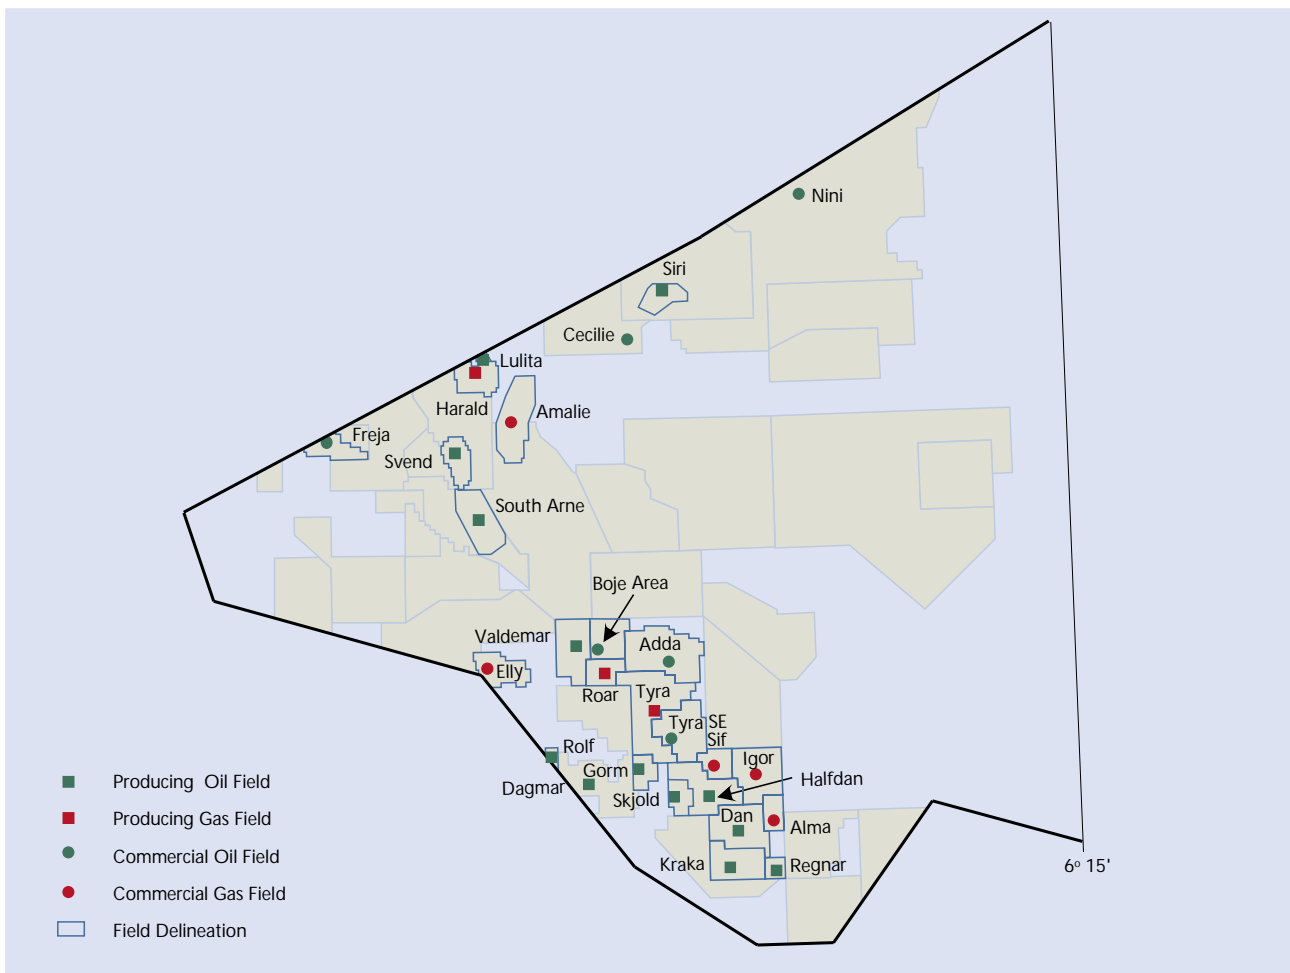 Nini
Siri
Cecilie
Lulita
Harald
Amalie
Freja
Svend
South Arne
Boje Area
Valdemar
Adda
Elly
Roar
Tyra
Tyra SE
Sif
Rolf
Igor
Gorm
Dagmar
Skjold
Halfdan
Dan
Alma
Kraka
Regnar
6º 15'
Producing Oil Field
Producing Gas Field
Commercial Oil Field
Commercial Gas Field
Field Delineation